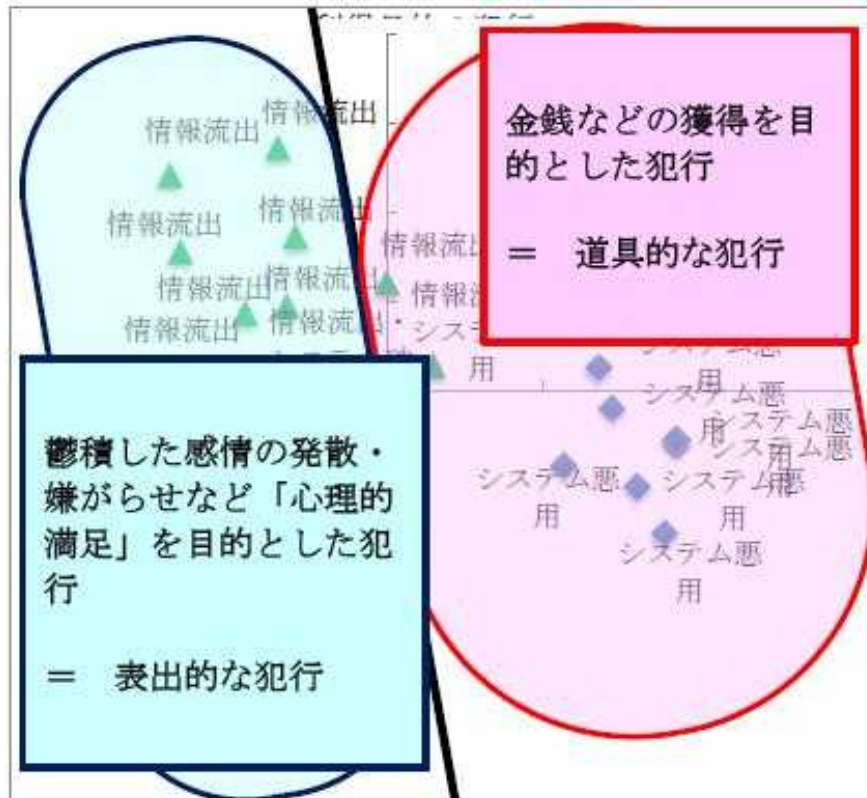 情報流出
情報流出
情報流出
情報流出
情報流出
情報流出
情報流出
情報流出
情報流出・
システム悪
用
システム悪
用
システム悪
用
システム悪
用
システム悪
用
システム悪
用
システム悪
用
金銭などの獲得を目
的とした犯行
＝　道具的な犯行
鬱積した感情の発散・
嫌がらせなど「心理的
満足」を目的とした犯
行
＝　表出的な犯行